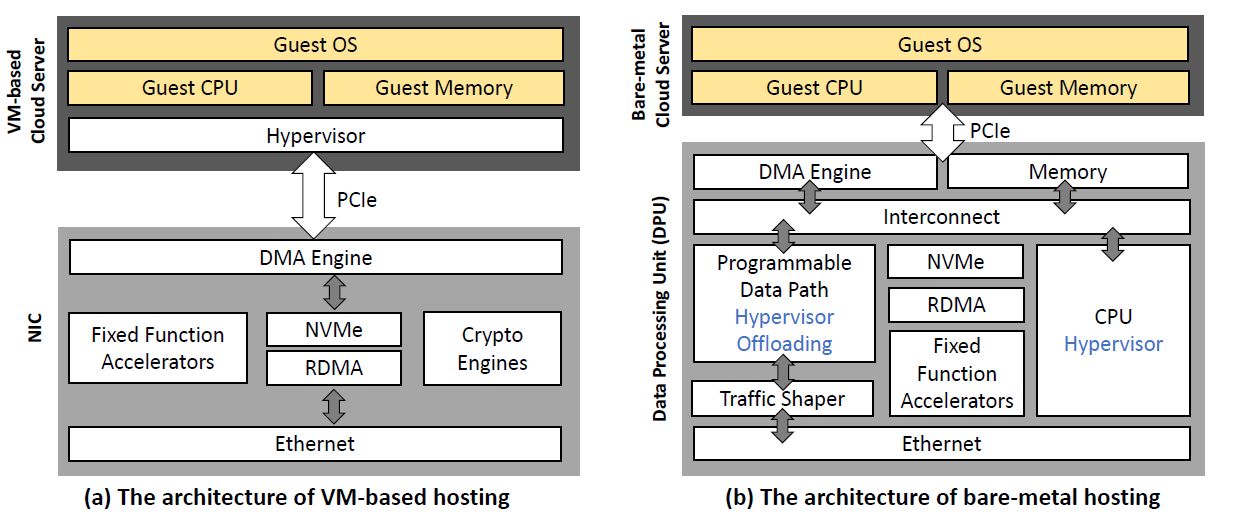 VM-based
Cloud Server
Guest OS
Guest CPU
Guest Memory
Hypervisor
PCIe
NIC
DMA Engine
Fixed Function
Accelerators
NVMe
RDMA
Crypto
Engines
Ethernet
(a) The architecture of VM-based hosting
Bare-metal
Cloud Server
Guest OS
Guest CPU
Guest Memory
PCIe
Data Processing Unit (DPU)
DMA Engine
Memory
Interconnect
Programmable
Data Path
Hypervisor
Offloading
NVMe
RDMA
Fixed
Function
Accelerators
CPU
Hypervisor
Traffic Shaper
Ethernet
(b) The architecture of bare-metal hosting